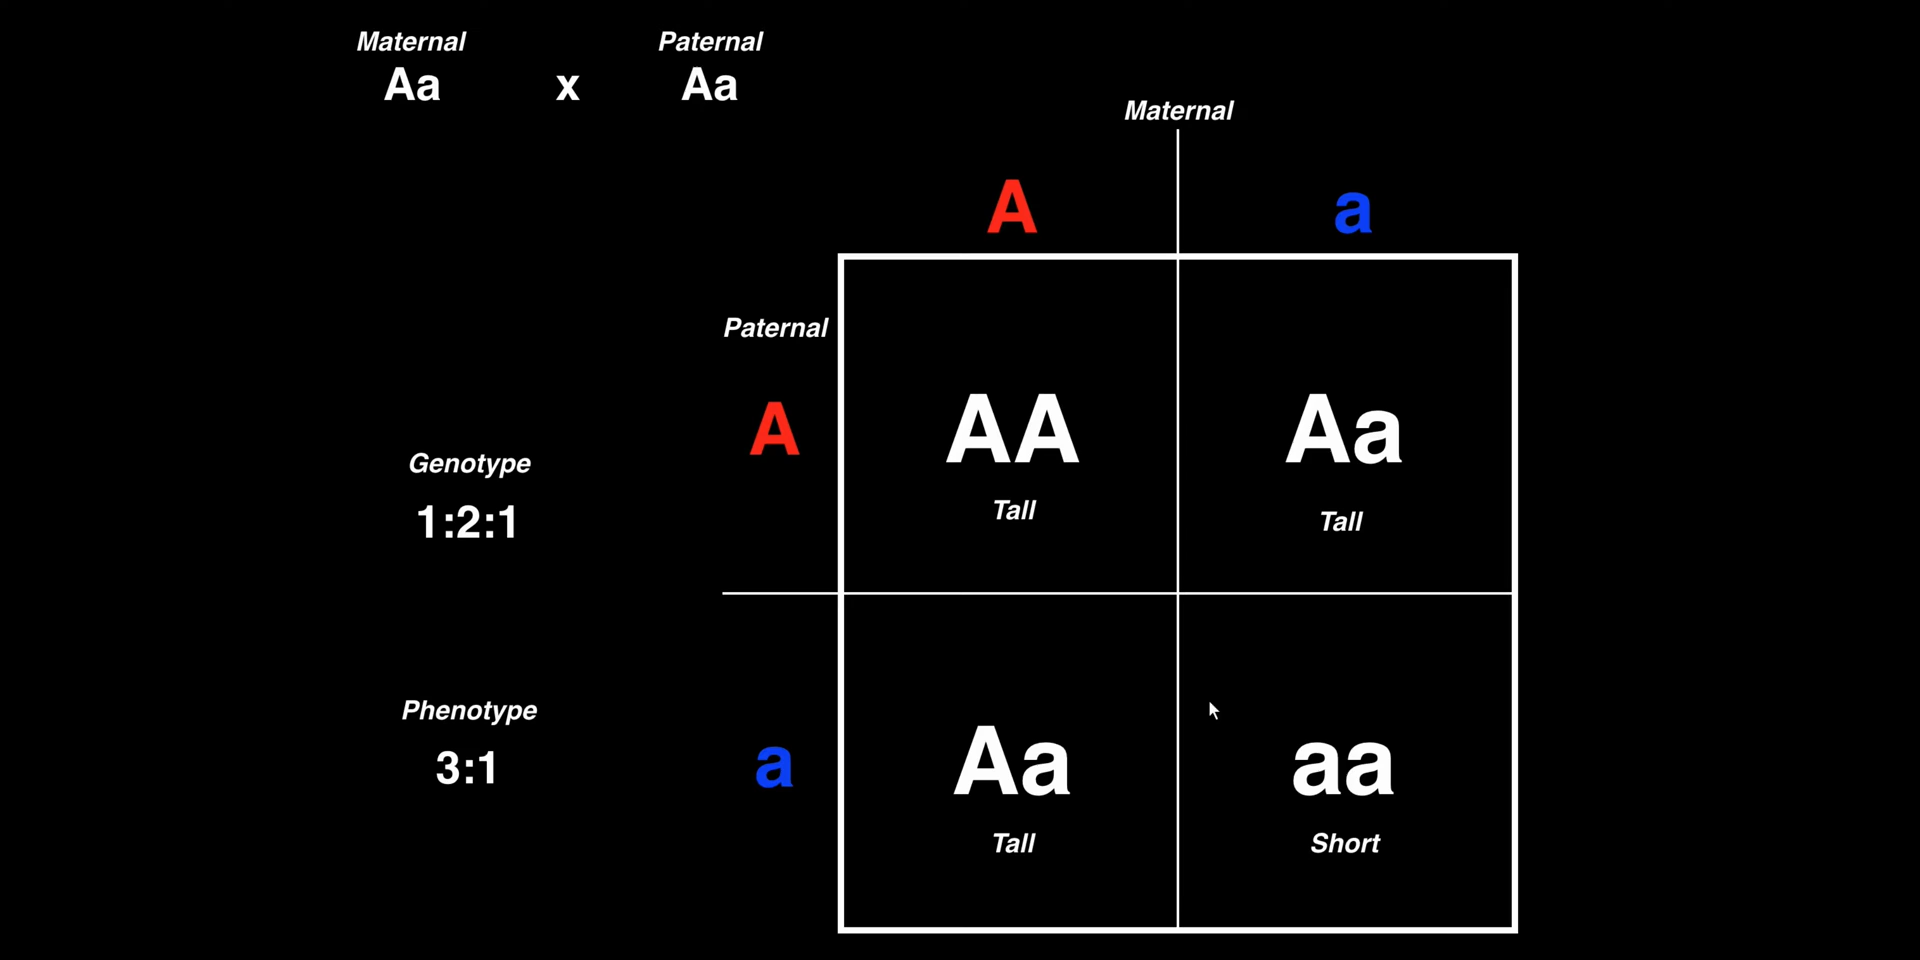 Maternal
Paternal
Aa x Aa
Maternal
A a
Paternal
A
AA Aa
Tall Tall
Genotype
1:2:1
Phenotype
3:1
a
Aa aa
Tall Short